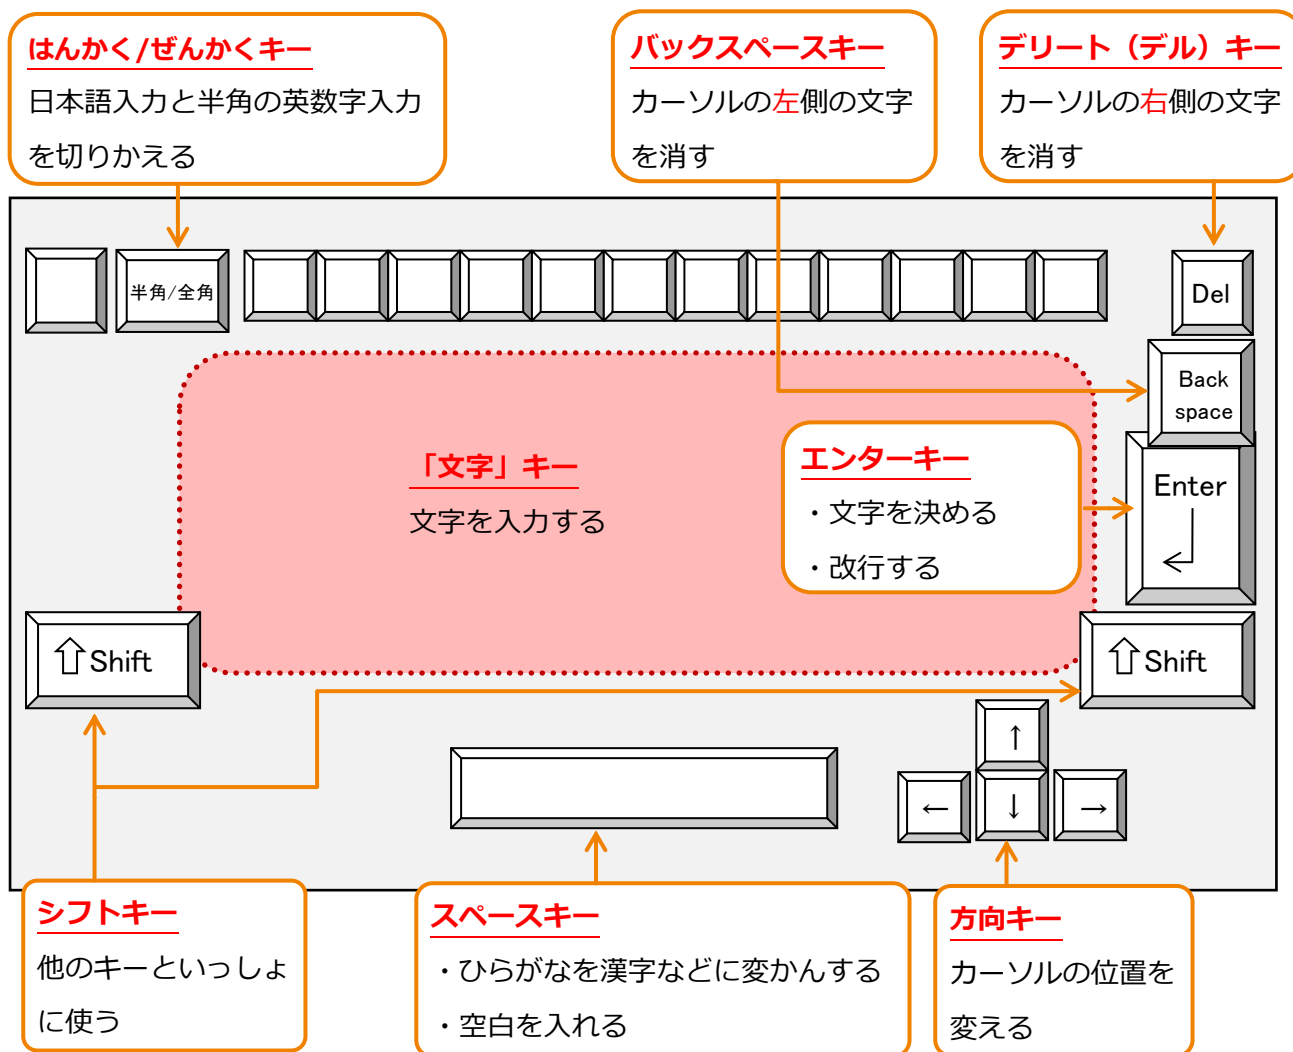 はんかく/ぜんかくキー
日本語入力と半角の英数字入力
を切りかえる
バックスペースキー
カーソルの左側の文字
を消す
デリート（デル）キー
カーソルの右側の文字
を消す
半角/全角
Del
Back
space
「文字」キー
文字を入力する
エンターキー
・文字を決める
・改行する
Enter
⇧Shift
⇧Shift
↑
←
↓
→
シフトキー
他のキーといっしょ
に使う
スペースキー
・ひらがなを漢字などに変かんする
・空白を入れる
方向キー
カーソルの位置を
変える